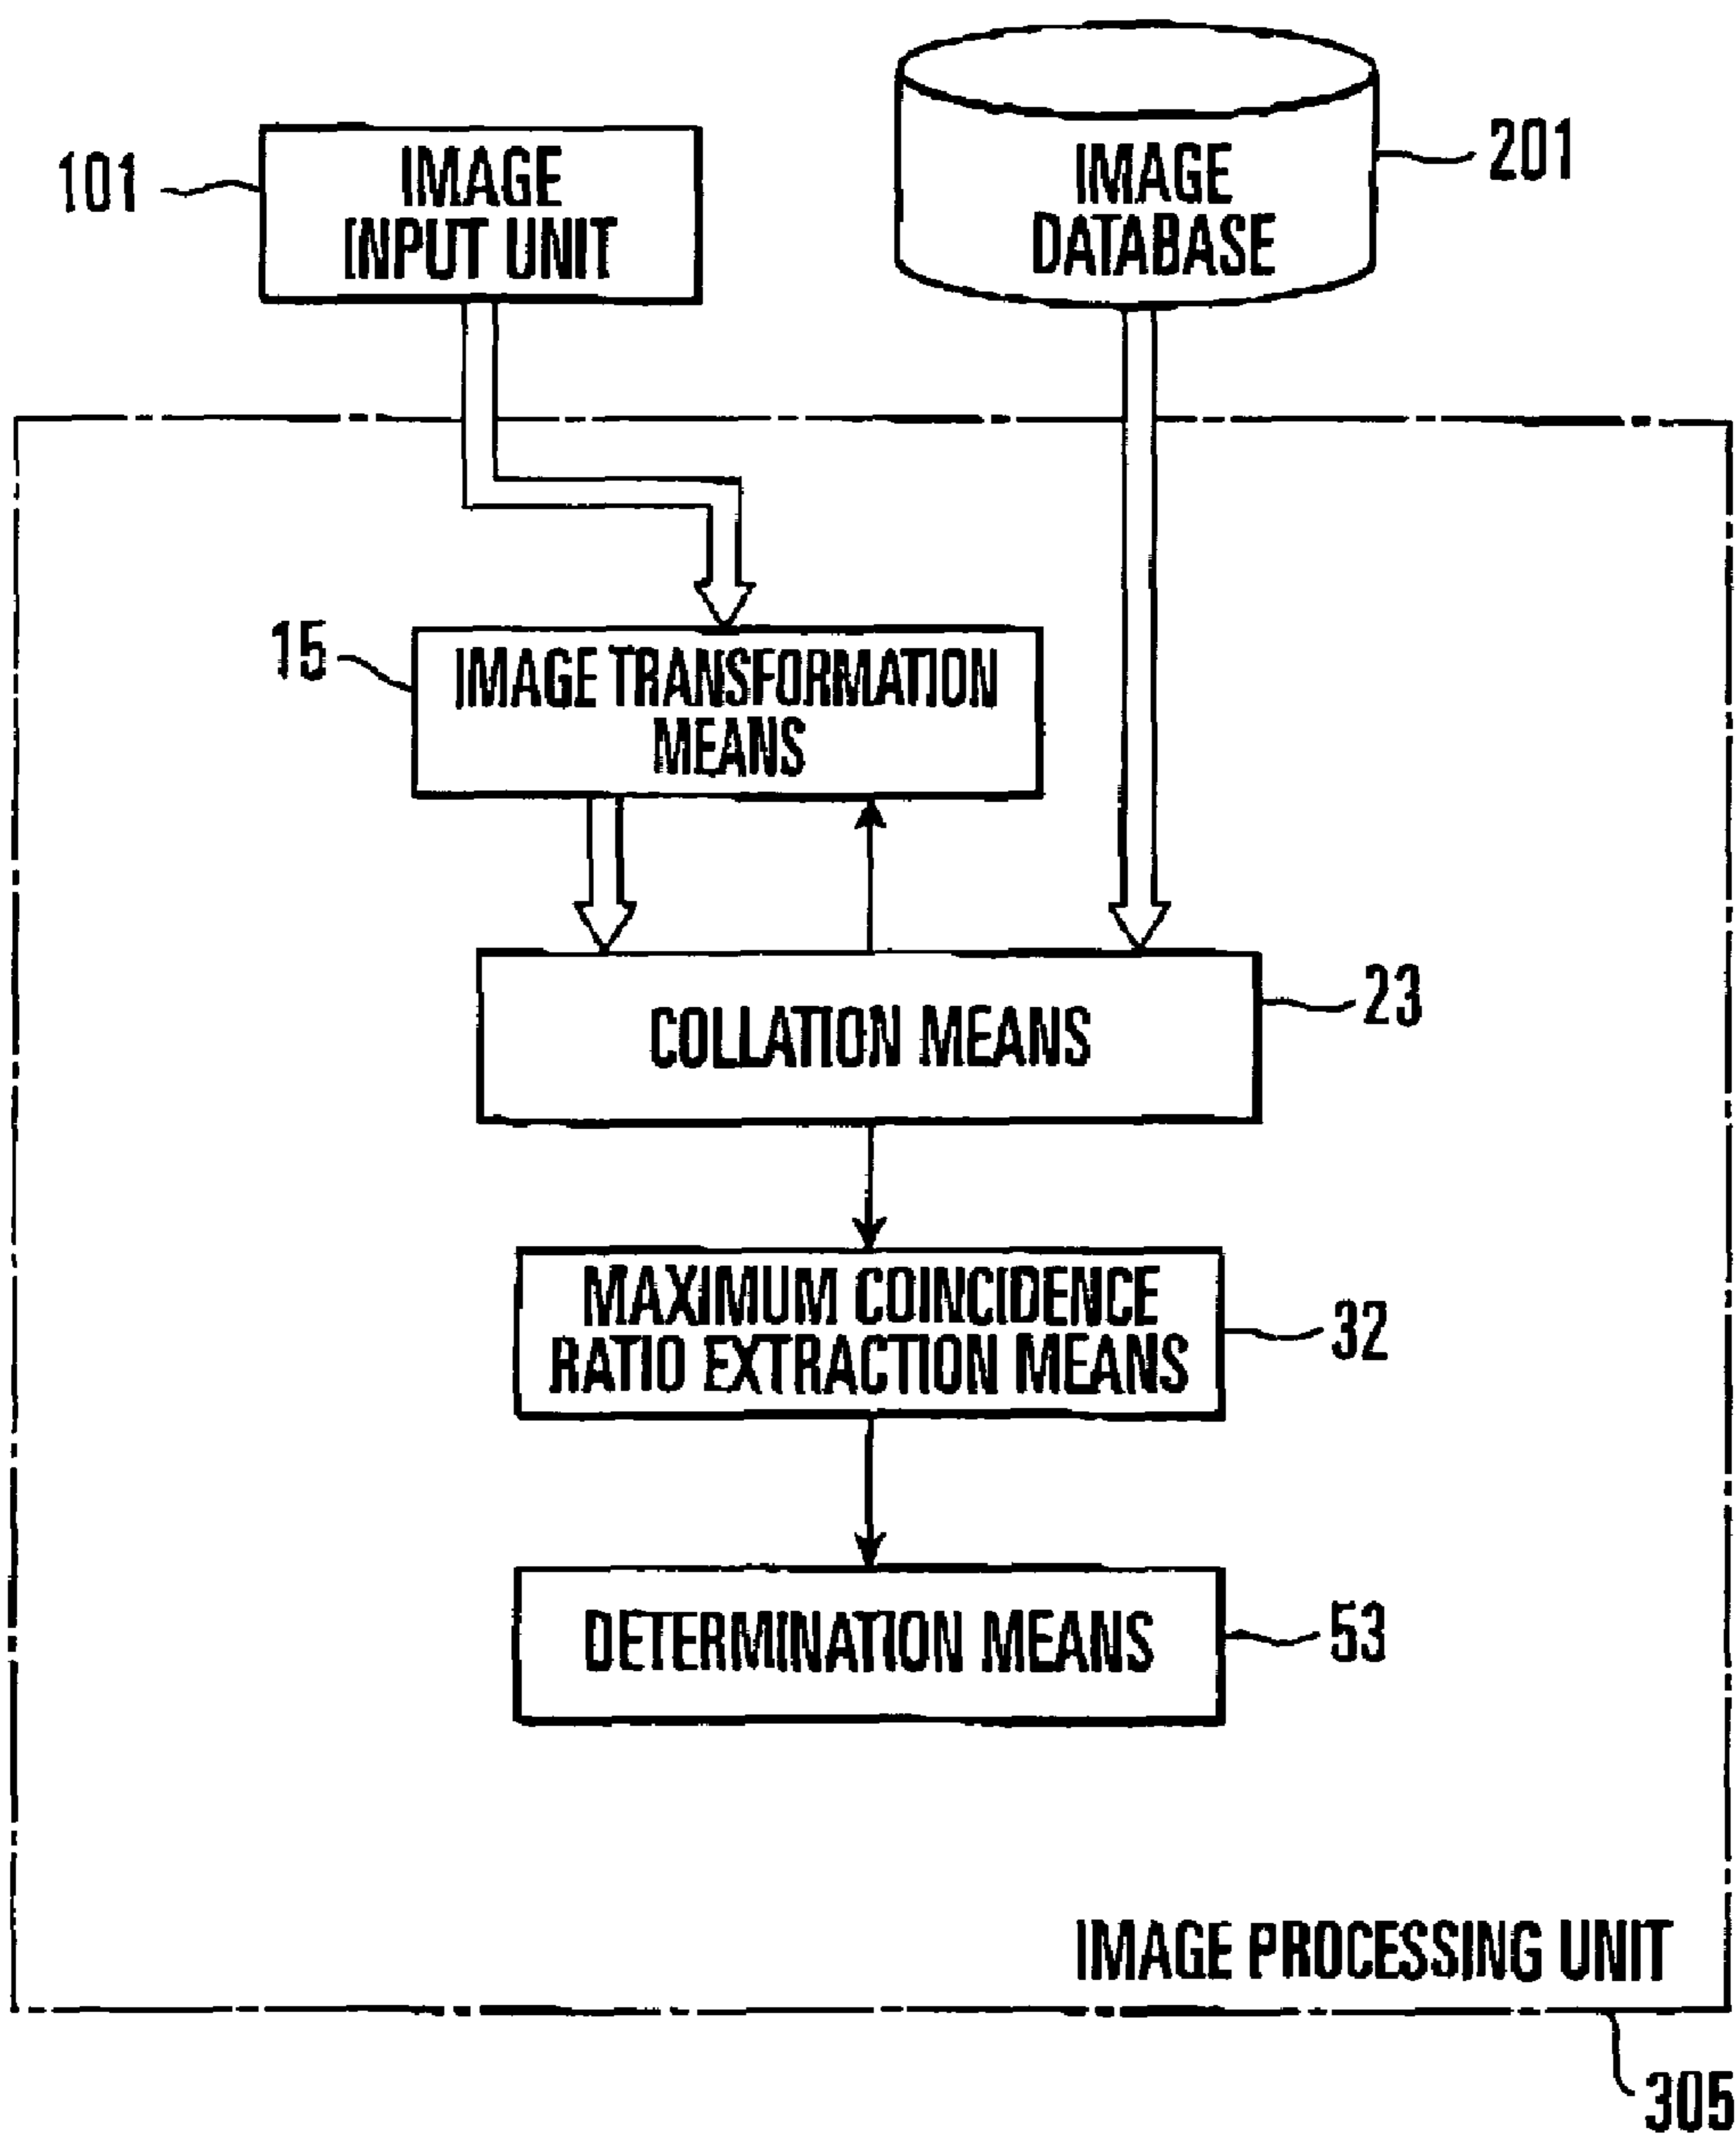 101
IMAGE
INPUT UNIT
IMAGE
DATABASE
201
15
IMAGE TRANSFORMATION
MEANS
COLLATION MEANS
23
MAXIMUM COINCIDENCE
RATIO EXTRACTION MEANS
32
DETERMINATION MEANS
53
IMAGE PROCESSING UNIT
305